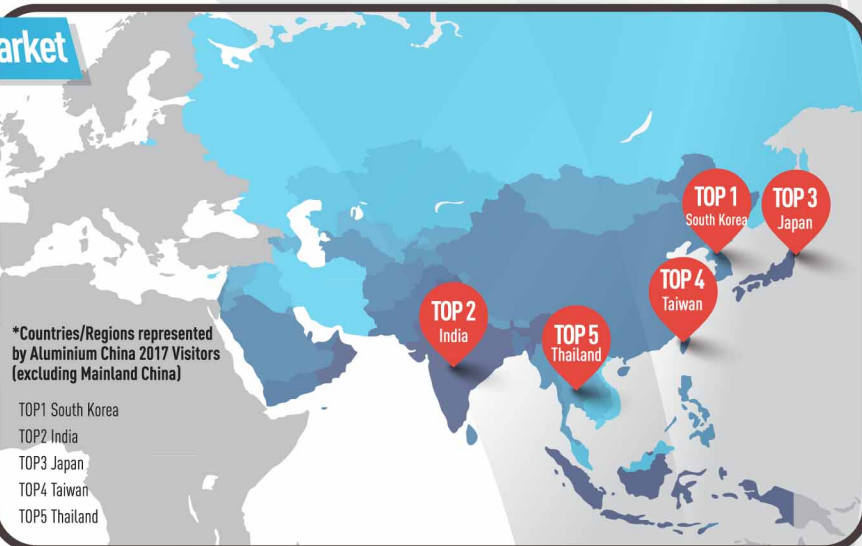 arket
TOP 1
South Korea
TOP 3
Japan
TOP 4
Taiwan
TOP 2
India
TOP 5
Thailand
*Countries/Regions represented
by Aluminium China 2017 Visitors
(excluding Mainland China)
TOP1 South Korea
TOP2 India
TOP3 Japan
TOP4 Taiwan
TOP5 Thailand